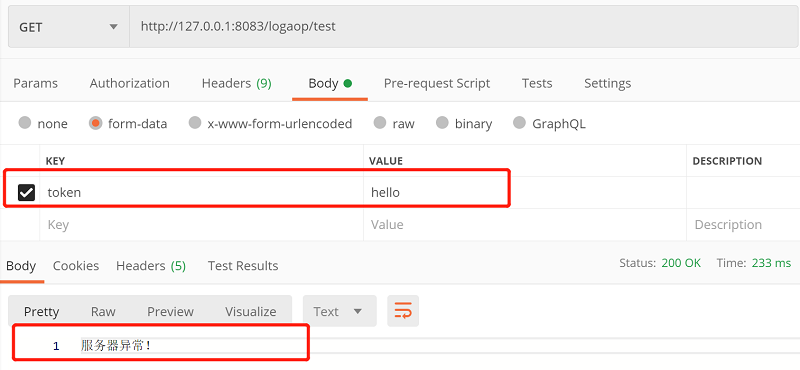 GET http://127.0.0.1:8083/logaop/test
Params Authorization Headers (9) Body Pre-request Script Tests Settings
none form-data x-www-form-urlencoded raw binary GraphQL
KEY VALUE DESCRIPTION
token hello
Key Value Description
Body Cookies Headers (5) Test Results Status: 200 OK Time: 233 ms
Pretty Raw Preview Visualize Text
1 服务器异常!